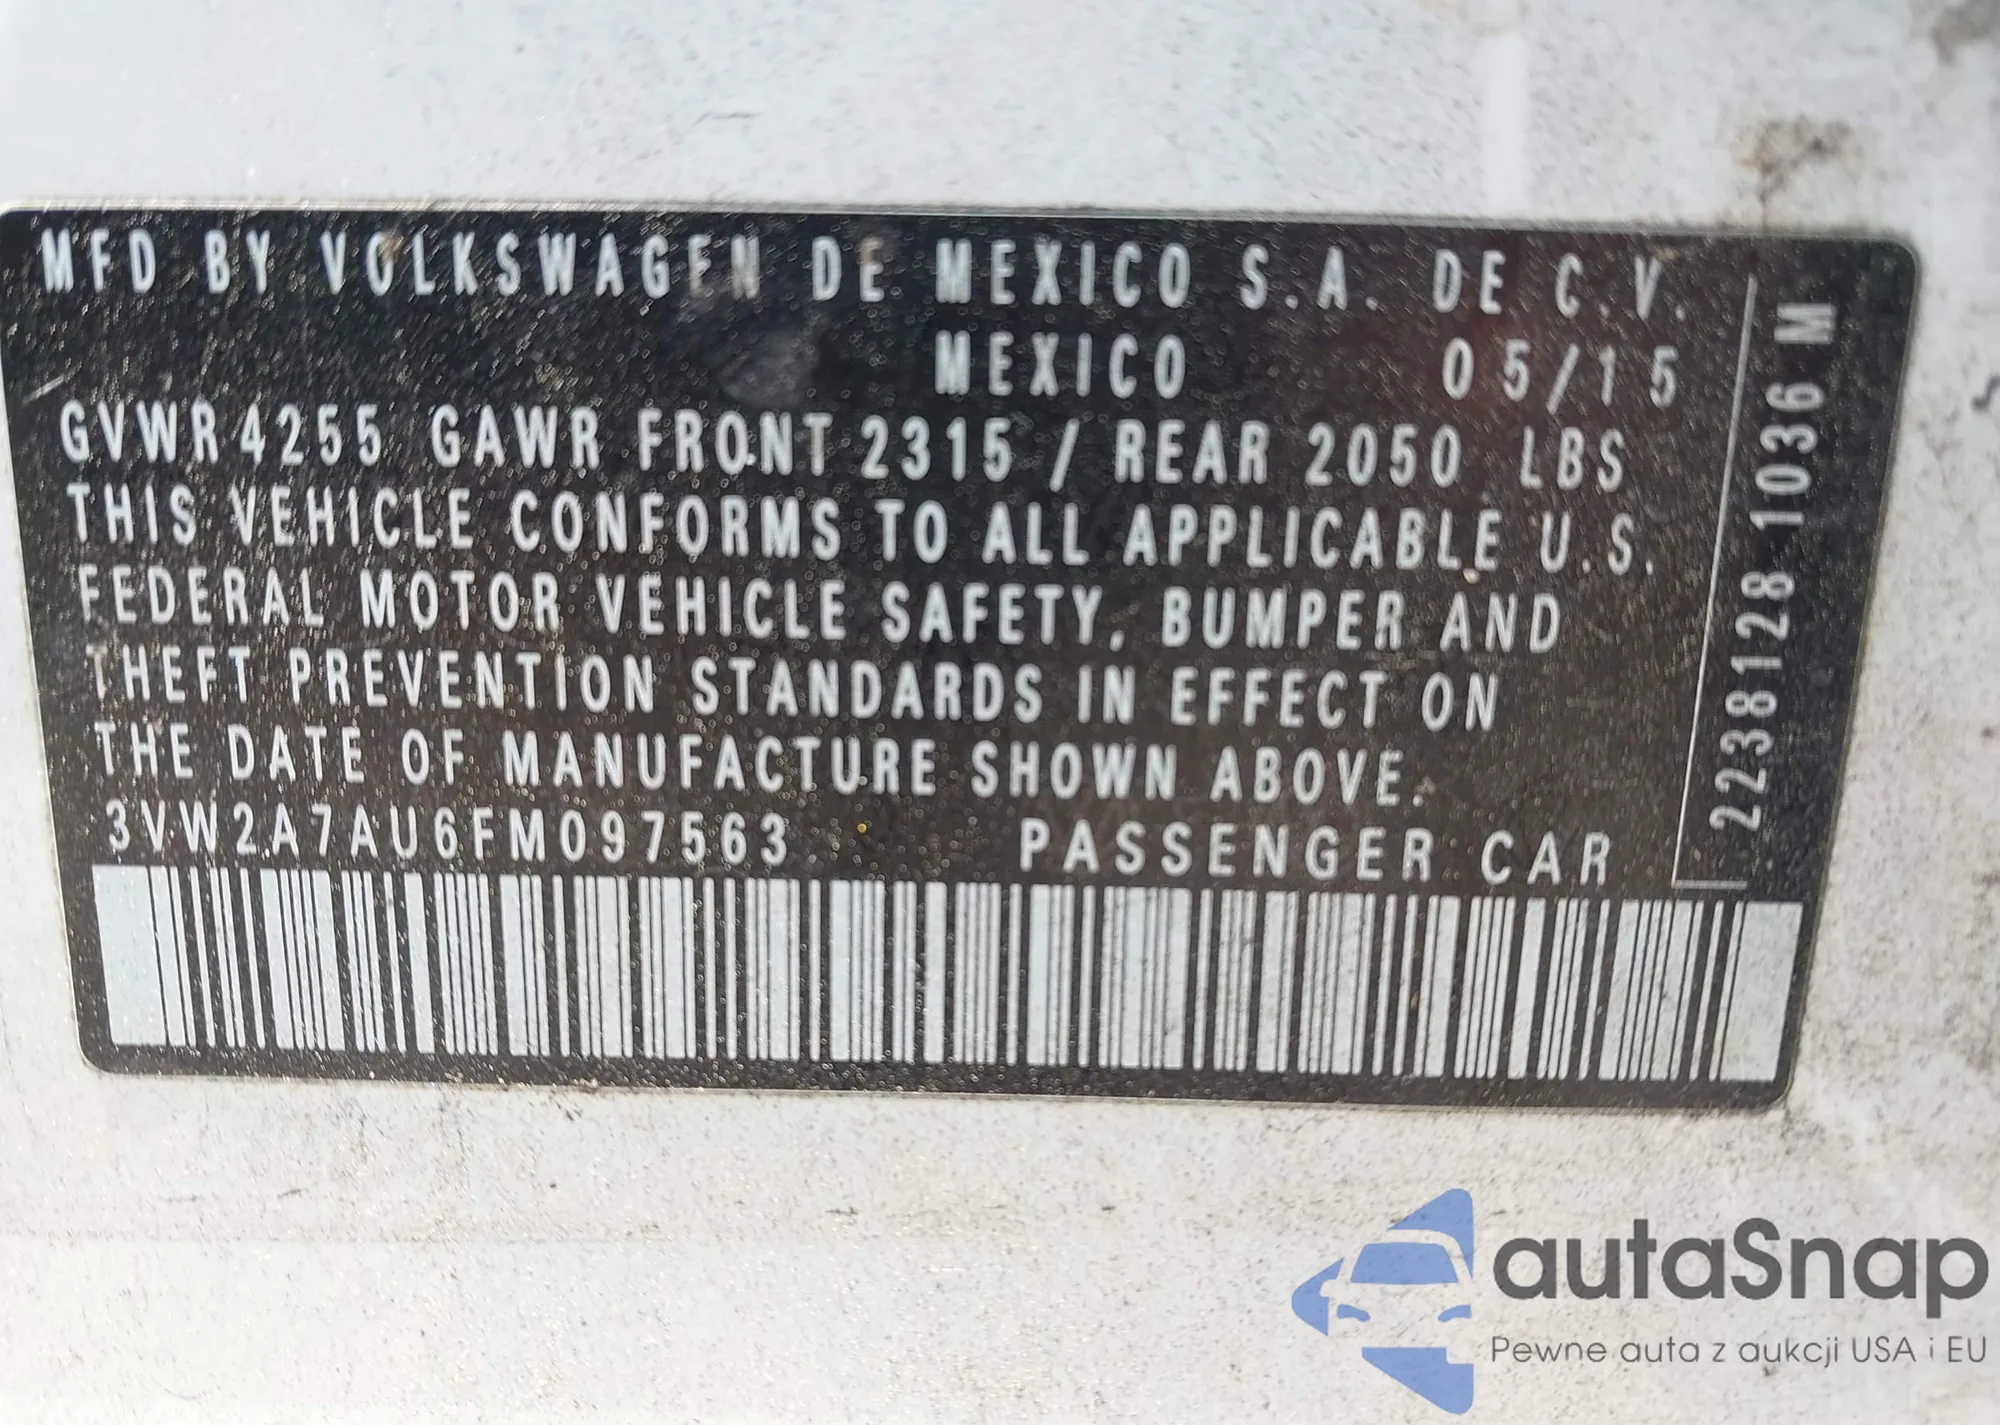 MFD BY VOLKSWAGEN DE MEXICO S.A. DE C.V.
MEXICO 05/15
GVWR 4255 GAWR FRONT 2315 / REAR 2050 LBS
THIS VEHICLE CONFORMS TO ALL APPLICABLE U.S.
FEDERAL MOTOR VEHICLE SAFETY, BUMPER AND
THEFT PREVENTION STANDARDS IN EFFECT ON
THE DATE OF MANUFACTURE SHOWN ABOVE.
3VW2A7AU6FM097563 PASSENGER CAR
2238128 1036 M
autaSnap
Pewne auta z aukcji USA i EU